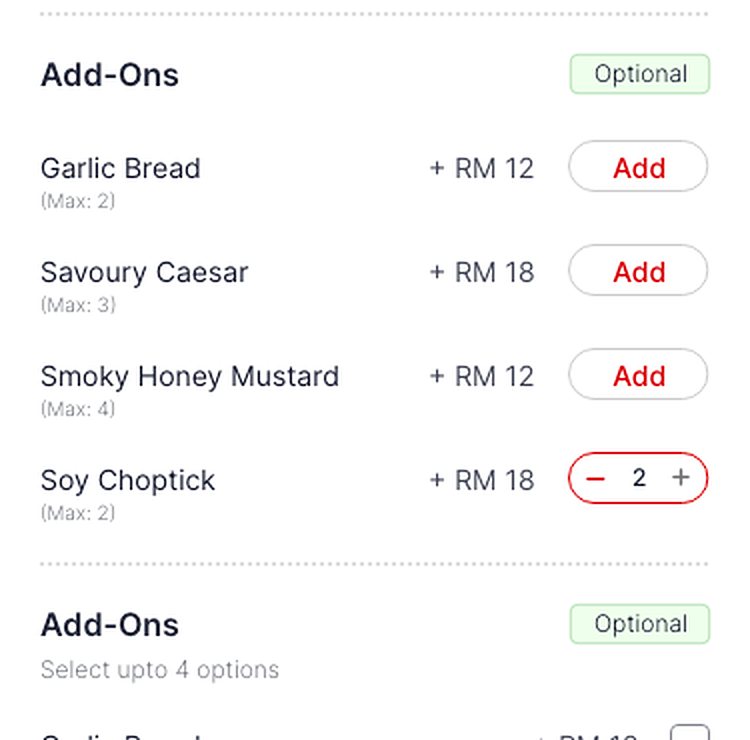 Add-Ons Optional
Garlic Bread + RM 12 Add
(Max: 2)
Savoury Caesar + RM 18 Add
(Max: 3)
Smoky Honey Mustard + RM 12 Add
(Max: 4)
Soy Choptick + RM 18 − 2 +
(Max: 2)
Add-Ons Optional
Select upto 4 options